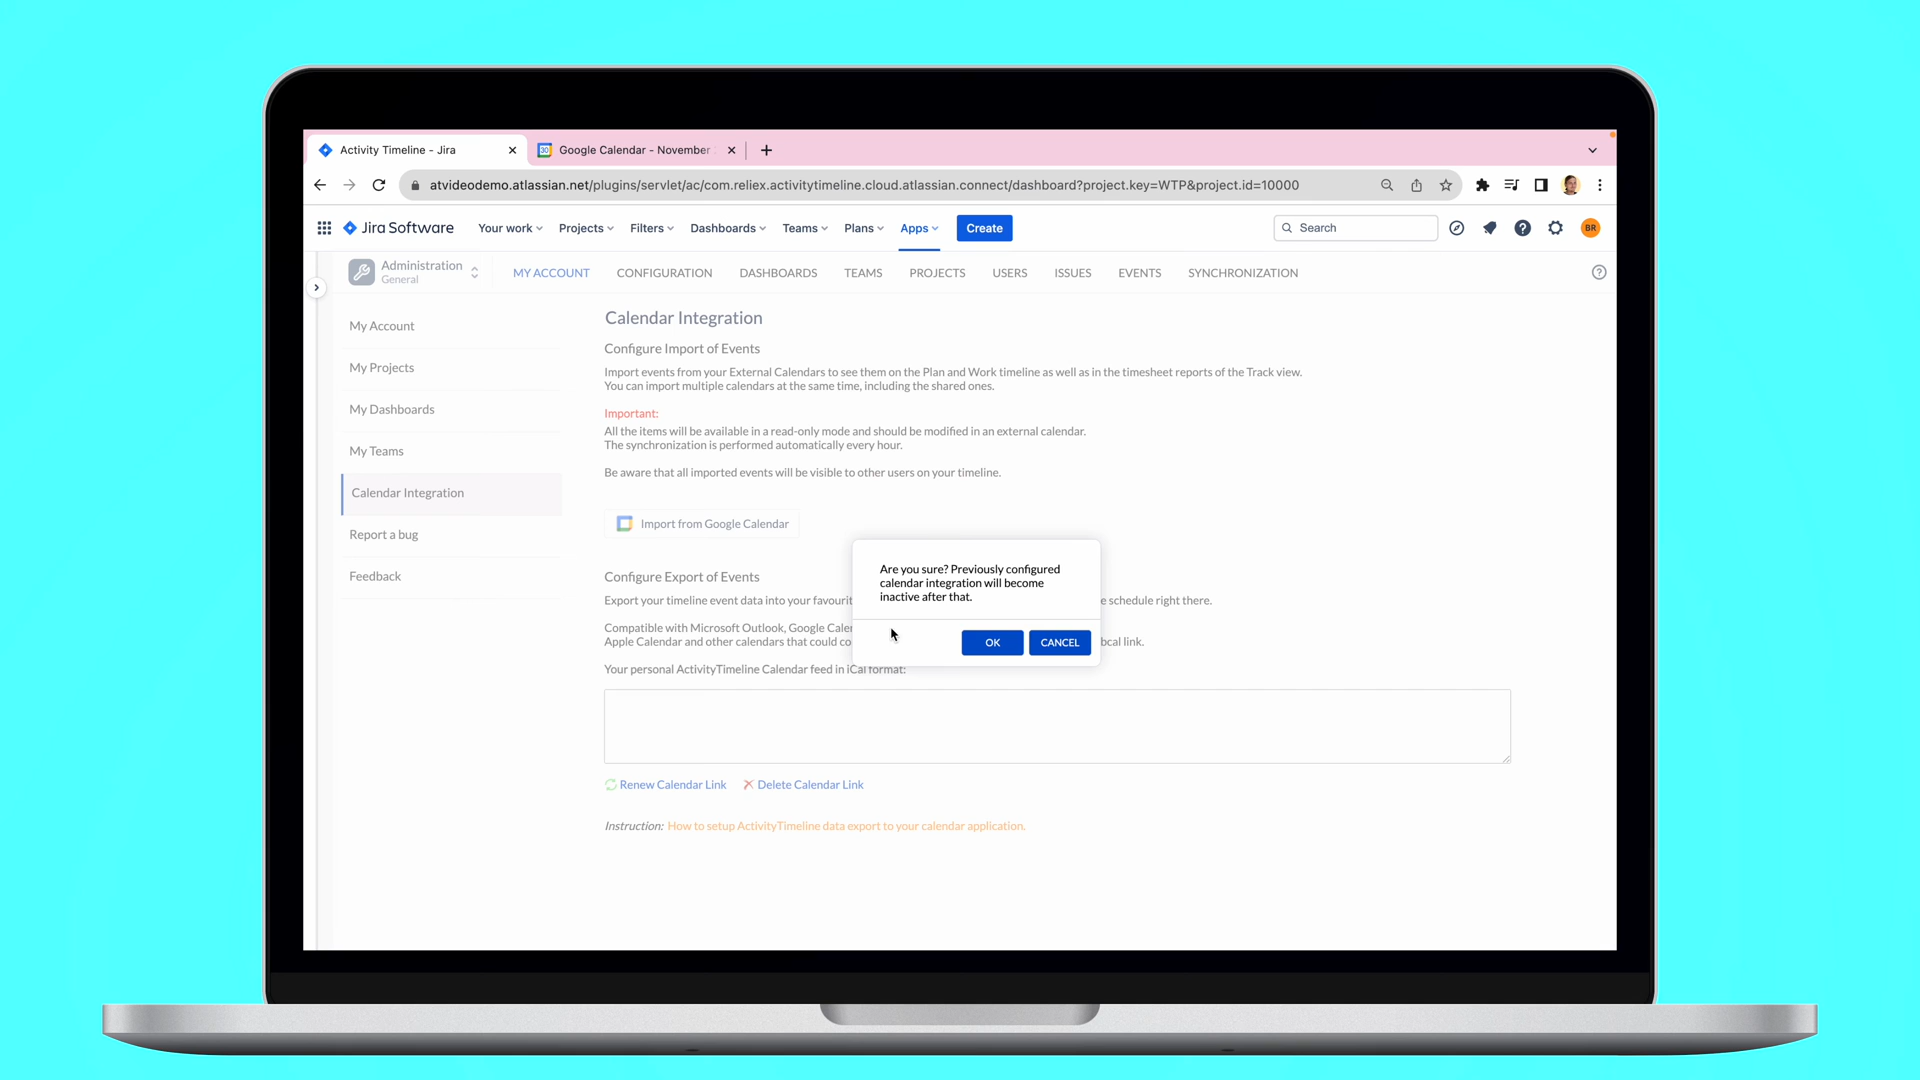 Activity Timeline - Jira
Google Calendar - November
atvideodemo.atlassian.net/plugins/servlet/ac/com.reliex.activitytimeline.cloud.atlassian.connect/dashboard?project.key=WTP&project.id=10000
Jira Software
Your work
Projects
Filters
Dashboards
Teams
Plans
Apps
Create
Search
BR
Administration
General
MY ACCOUNT
CONFIGURATION
DASHBOARDS
TEAMS
PROJECTS
USERS
ISSUES
EVENTS
SYNCHRONIZATION
My Account
My Projects
My Dashboards
My Teams
Calendar Integration
Report a bug
Feedback
Calendar Integration
Configure Import of Events
Import events from your External Calendars to see them on the Plan and Work timeline as well as in the timesheet reports of the Track view.
You can import multiple calendars at the same time, including the shared ones.
Important:
All the items will be available in a read-only mode and should be modified in an external calendar.
The synchronization is performed automatically every hour.
Be aware that all imported events will be visible to other users on your timeline.
Import from Google Calendar
Configure Export of Events
Export your timeline event data into your favourit e schedule right there.
Compatible with Microsoft Outlook, Google Cale
Apple Calendar and other calendars that could co bcal link.
Your personal ActivityTimeline Calendar feed in iCal format:
Are you sure? Previously configured
calendar integration will become
inactive after that.
OK
CANCEL
Renew Calendar Link
Delete Calendar Link
Instruction: How to setup ActivityTimeline data export to your calendar application.